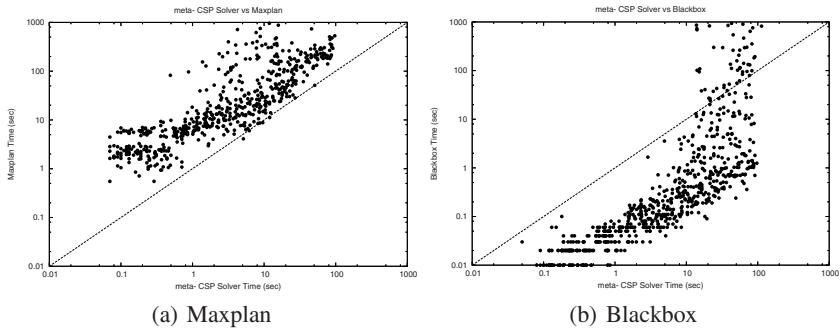 meta- CSP Solver vs Maxplan
Maxplan Time (sec)
1000
100
10
1
0.1
0.01
0.01 0.1 1 10 100 1000
meta- CSP Solver Time (sec)
(a) Maxplan
meta- CSP Solver vs Blackbox
Blackbox Time (sec)
1000
100
10
1
0.1
0.01
0.01 0.1 1 10 100 1000
meta- CSP Solver Time (sec)
(b) Blackbox